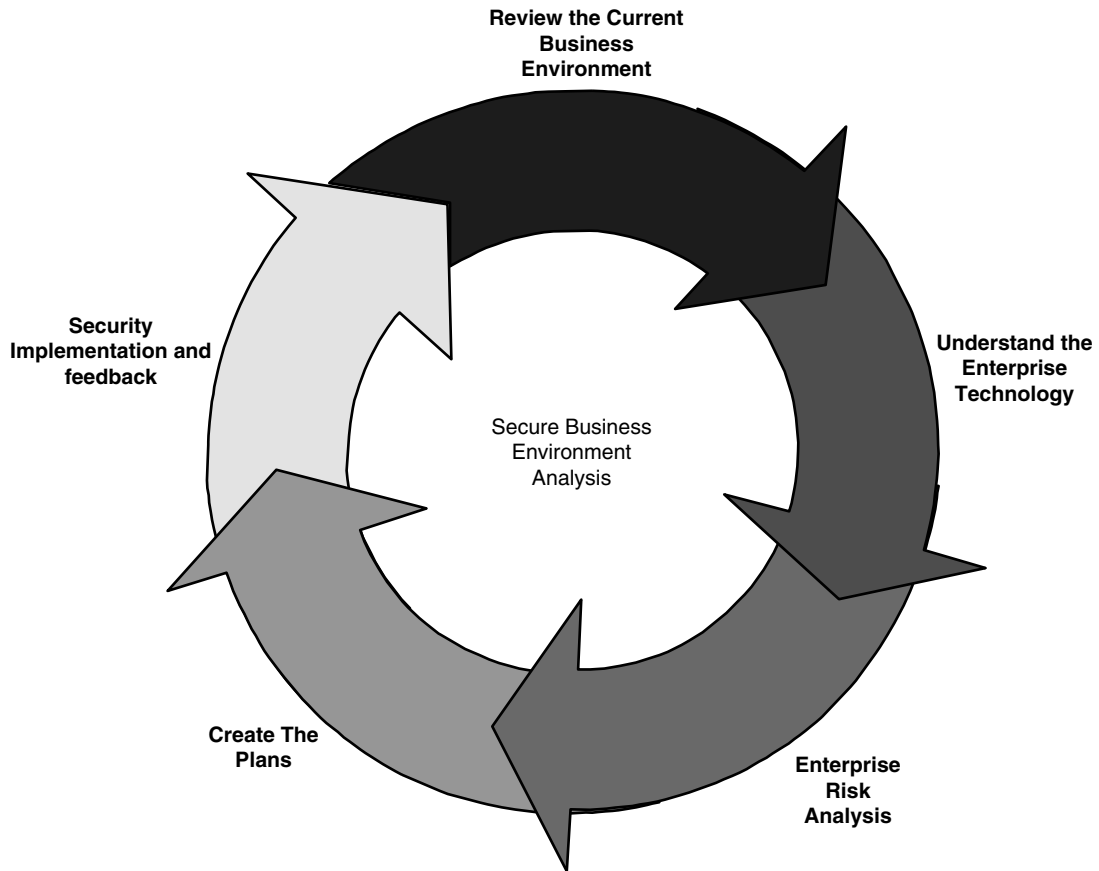 Review the Current
Business
Environment
Understand the
Enterprise
Technology
Enterprise
Risk
Analysis
Create The
Plans
Security
Implementation and
feedback
Secure Business
Environment
Analysis